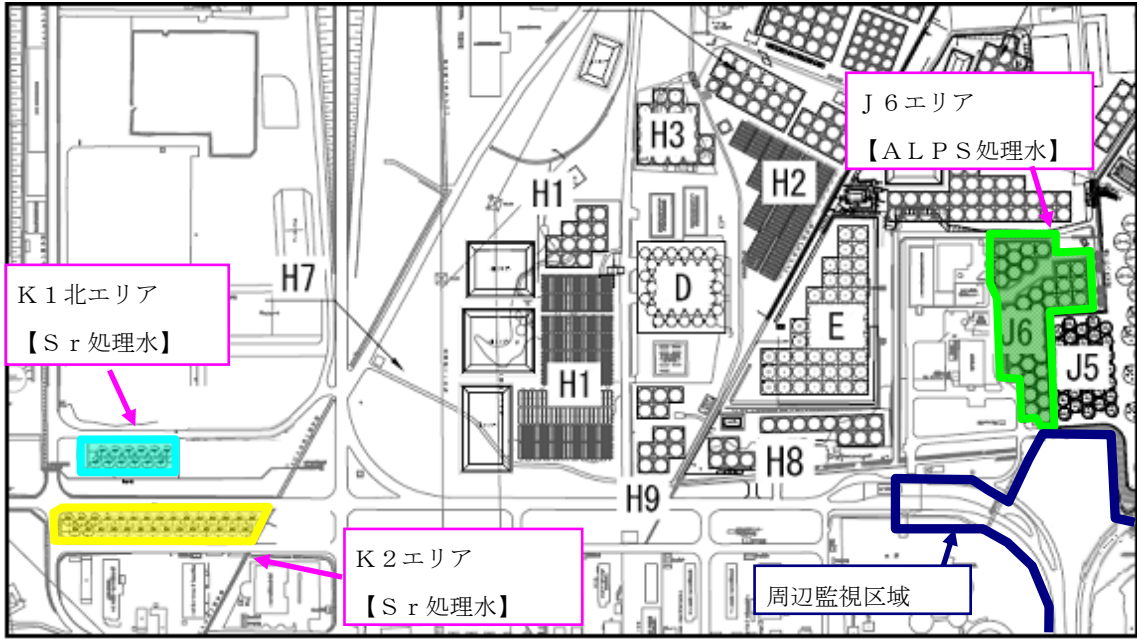 J 6エリア
【ALPS処理水】
H3
H2
H1
H7
D
K1北エリア
【Sr処理水】
E
J6
J5
H1
H8
H9
K2エリア
【Sr処理水】
周辺監視区域